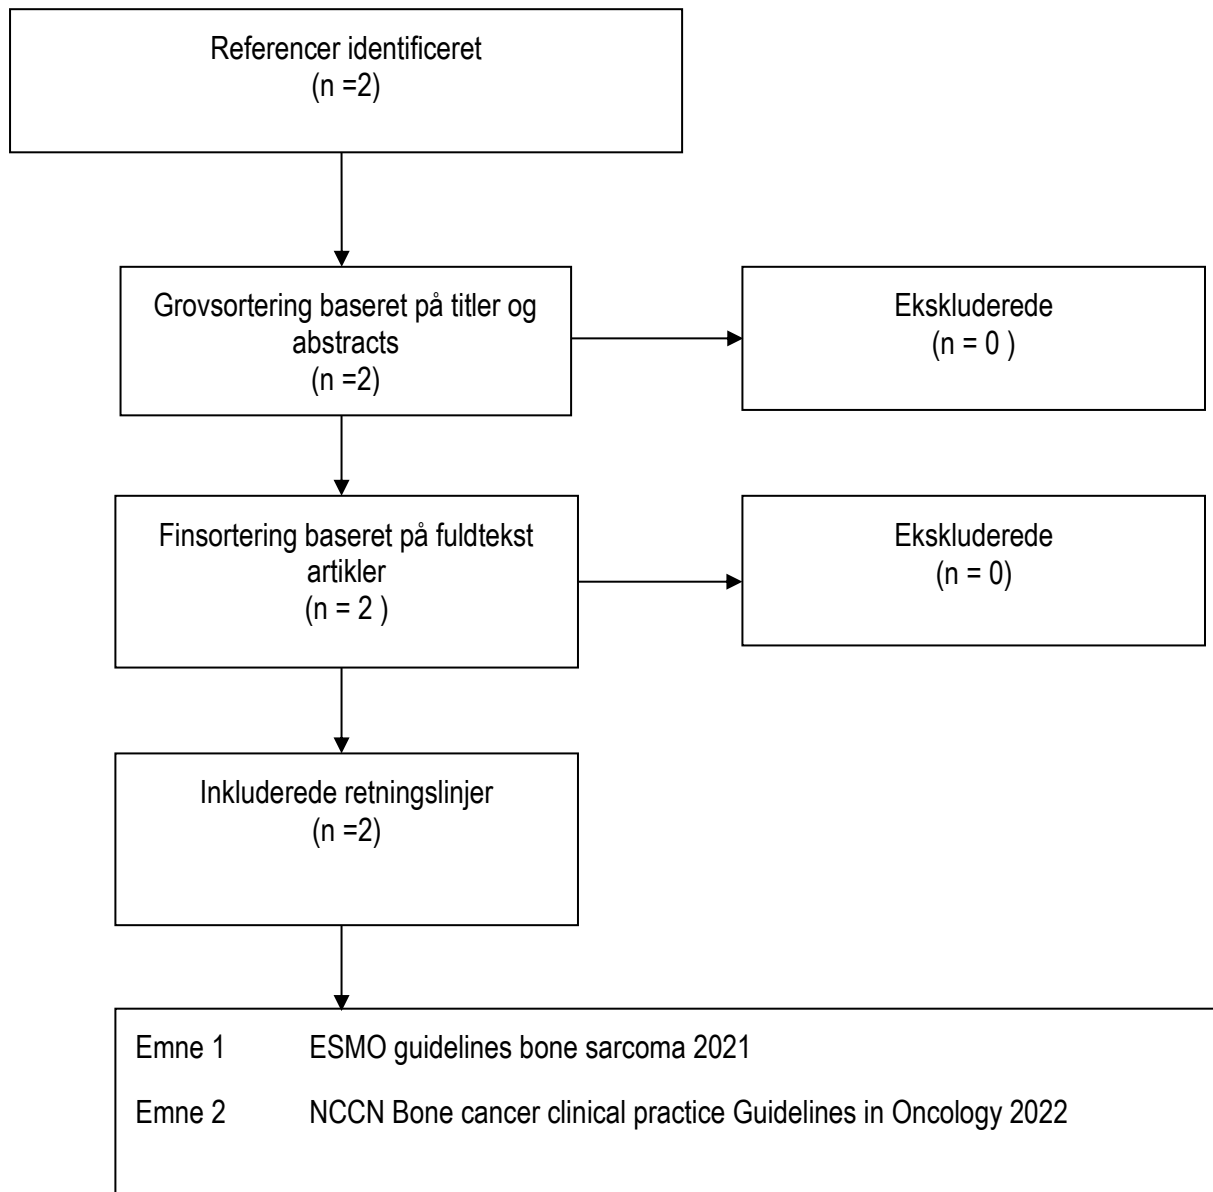 Referencer identificeret
(n =2)
Grovsortering baseret på titler og
abstracts
(n =2)
Ekskluderede
(n = 0 )
Finsortering baseret på fuldtekst
artikler
(n = 2 )
Ekskluderede
(n = 0)
Inkluderede retningslinjer
(n =2)
Emne 1 ESMO guidelines bone sarcoma 2021
Emne 2 NCCN Bone cancer clinical practice Guidelines in Oncology 2022